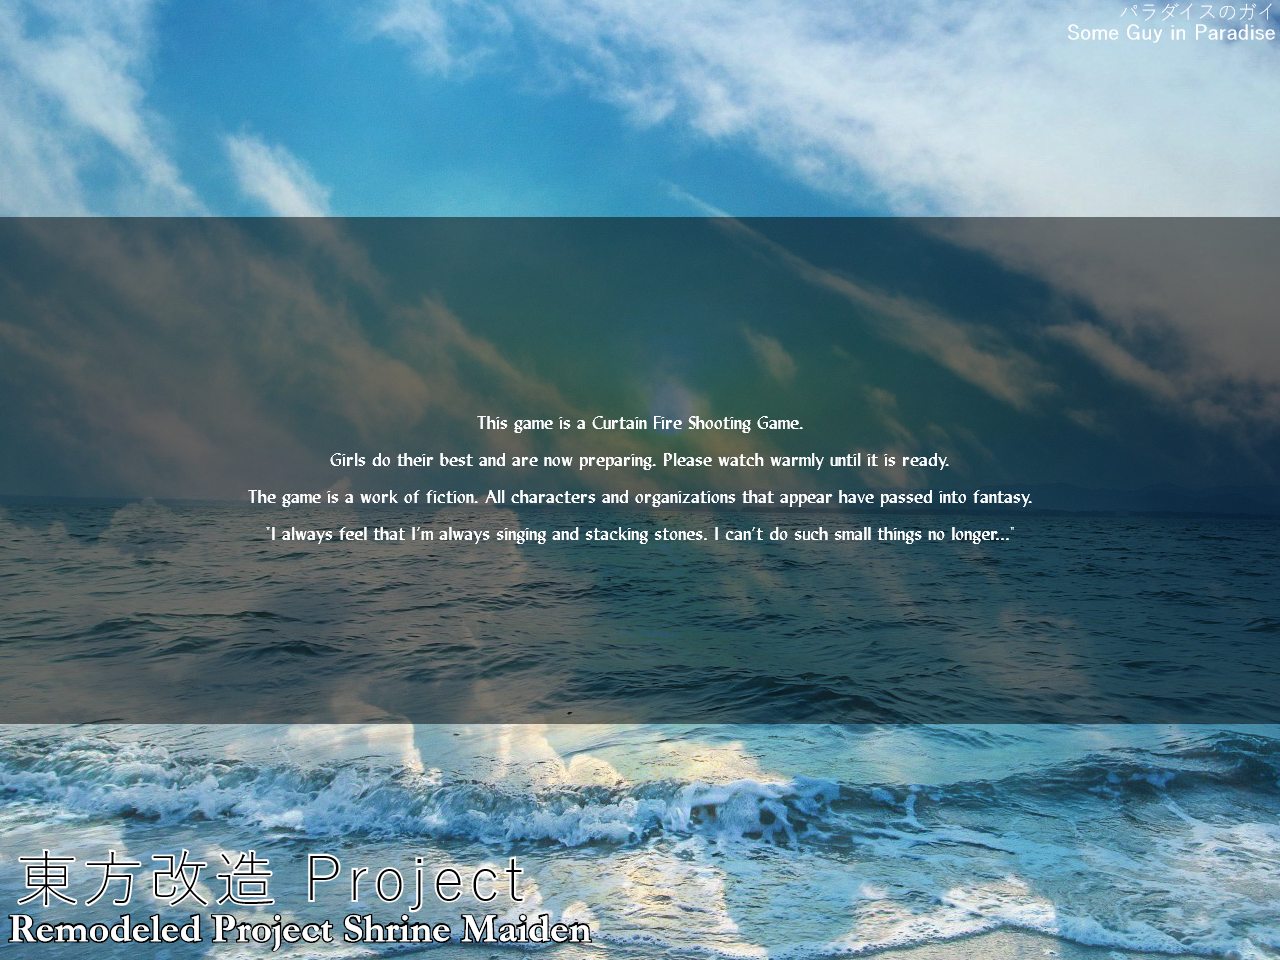 パラダイスのガイ
Some Guy in Paradise
This game is a Curtain Fire Shooting Game.
Girls do their best and are now preparing. Please watch warmly until it is ready.
The game is a work of fiction. All characters and organizations that appear have passed into fantasy.
"I always feel that I'm always singing and stacking stones. I can't do such small things no longer..."
東方改造 Project
Remodeled Project Shrine Maiden